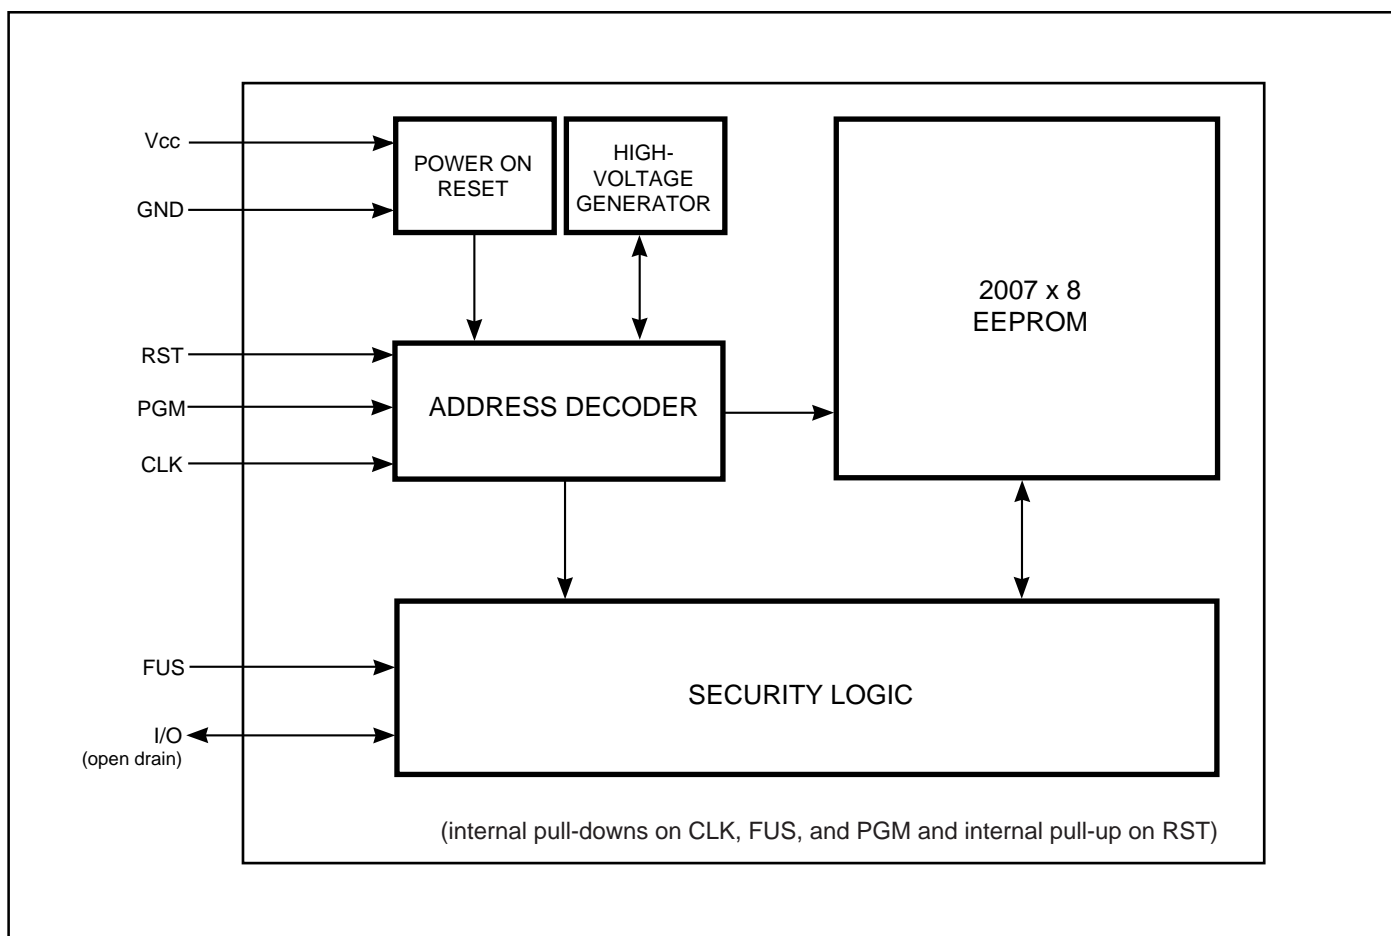 Vcc
GND
POWER ON
RESET
HIGH-
VOLTAGE
GENERATOR
2007 x 8
EEPROM
RST
PGM
CLK
ADDRESS DECODER
FUS
I/O
(open drain)
SECURITY LOGIC
(internal pull-downs on CLK, FUS, and PGM and internal pull-up on RST)